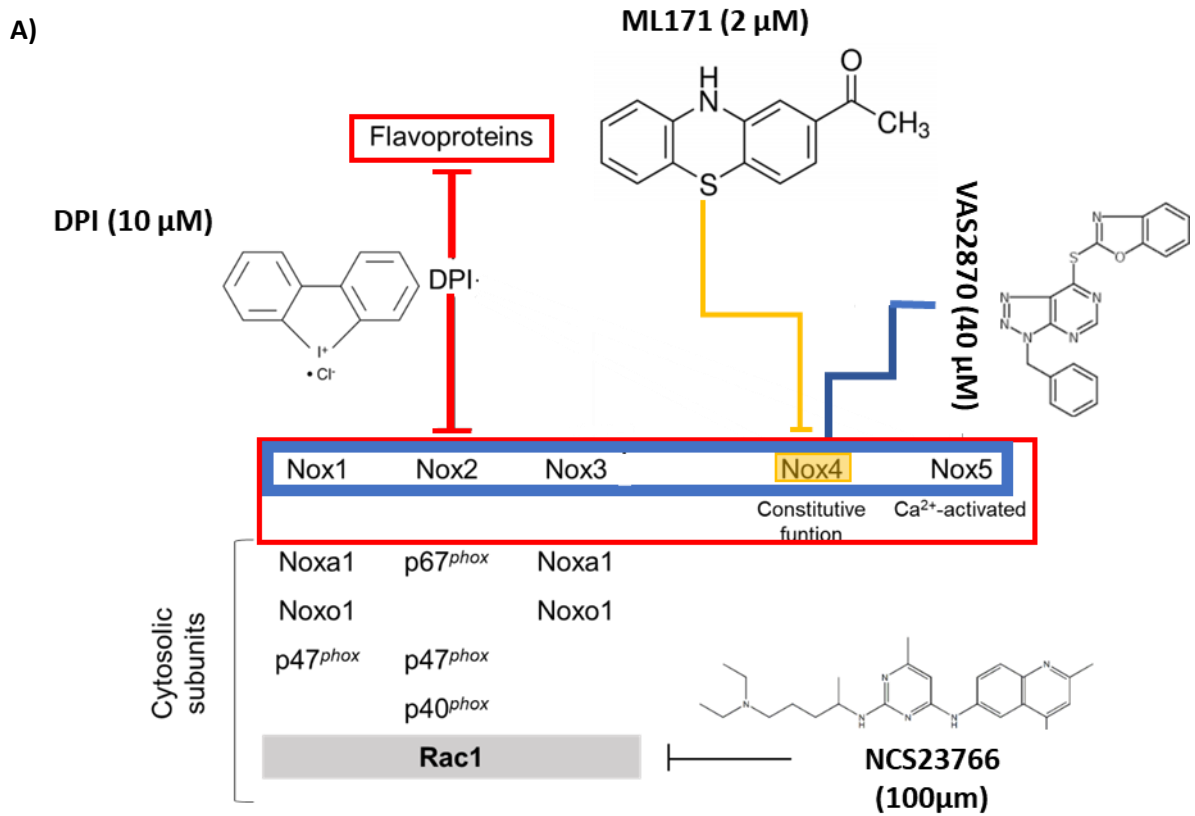 A)
ML171 (2 µM)
H
N
O
CH₃
S
Flavoproteins
DPI (10 µM)
DPI·
I⁺
• Cl⁻
VAS2870 (40 µM)
N
S
O
N
N
N
N
N
Nox1 Nox2 Nox3 Nox4 Nox5
Constitutive Ca²⁺-activated
funtion
Cytosolic
subunits
Noxa1 p67ᵖʰᵒˣ Noxa1
Noxo1 Noxo1
p47ᵖʰᵒˣ p47ᵖʰᵒˣ
p40ᵖʰᵒˣ
Rac1
N
N
H
N
N
N
H
N
NCS23766
(100µm)